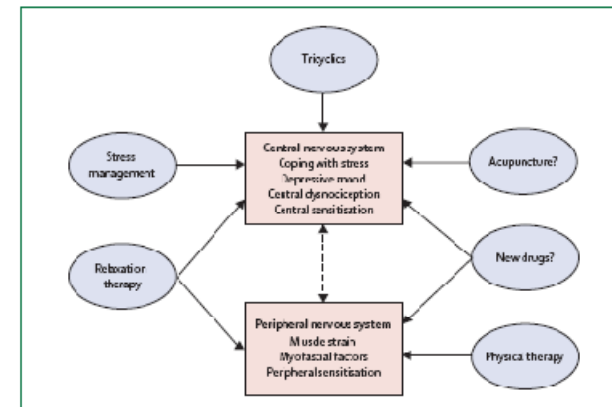 Tricyclics
Stress
management
Central nervous system
Coping with stress
Depressive mood
Central dysnociception
Central sensitisation
Acupuncture?
Relaxation
therapy
New drugs?
Peripheral nervous system
Muscle strain
Myofascial factors
Peripheral sensitisation
Physical therapy